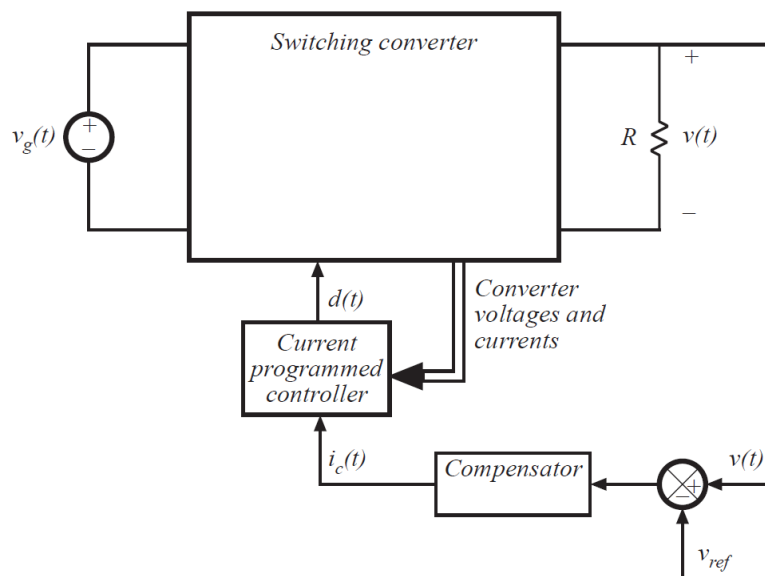 Switching converter
+
v_g(t)
+
−
R
v(t)
−
d(t)
Converter
voltages and
currents
Current
programmed
controller
i_c(t)
Compensator
+
−
v(t)
v_ref